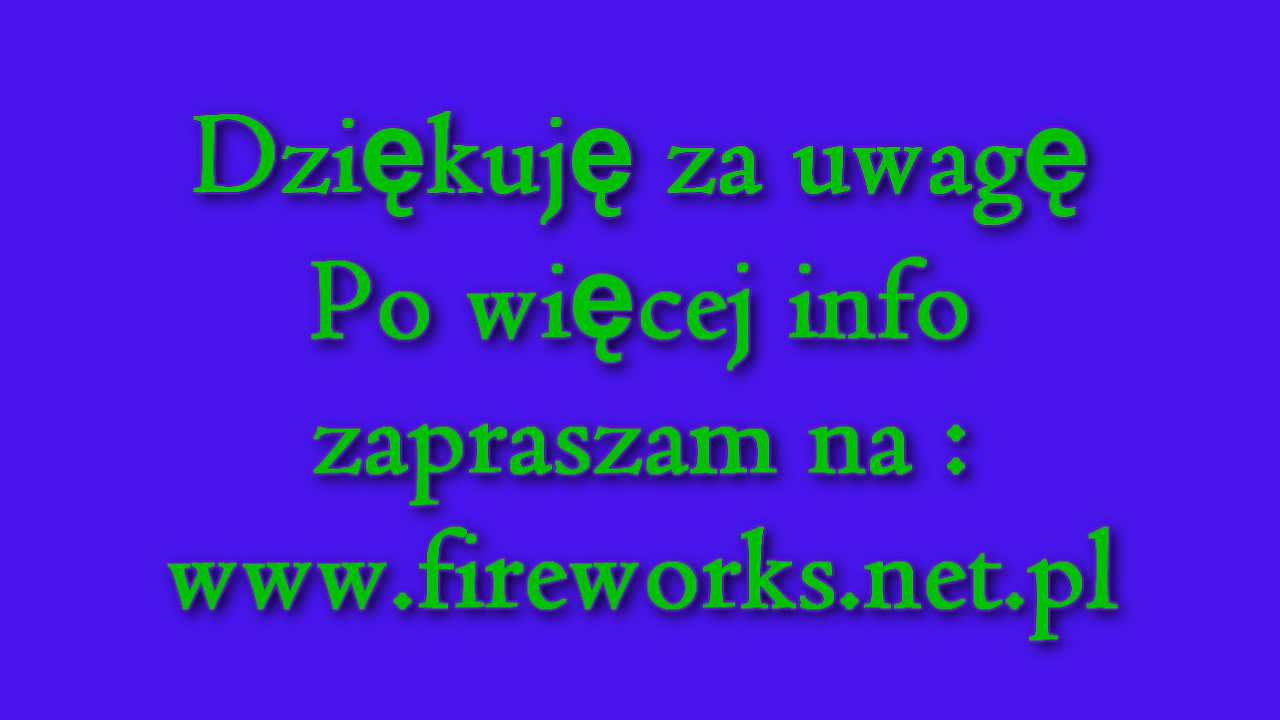 Dziękuję za uwagę
Po więcej info
zapraszam na :
www.fireworks.net.pl